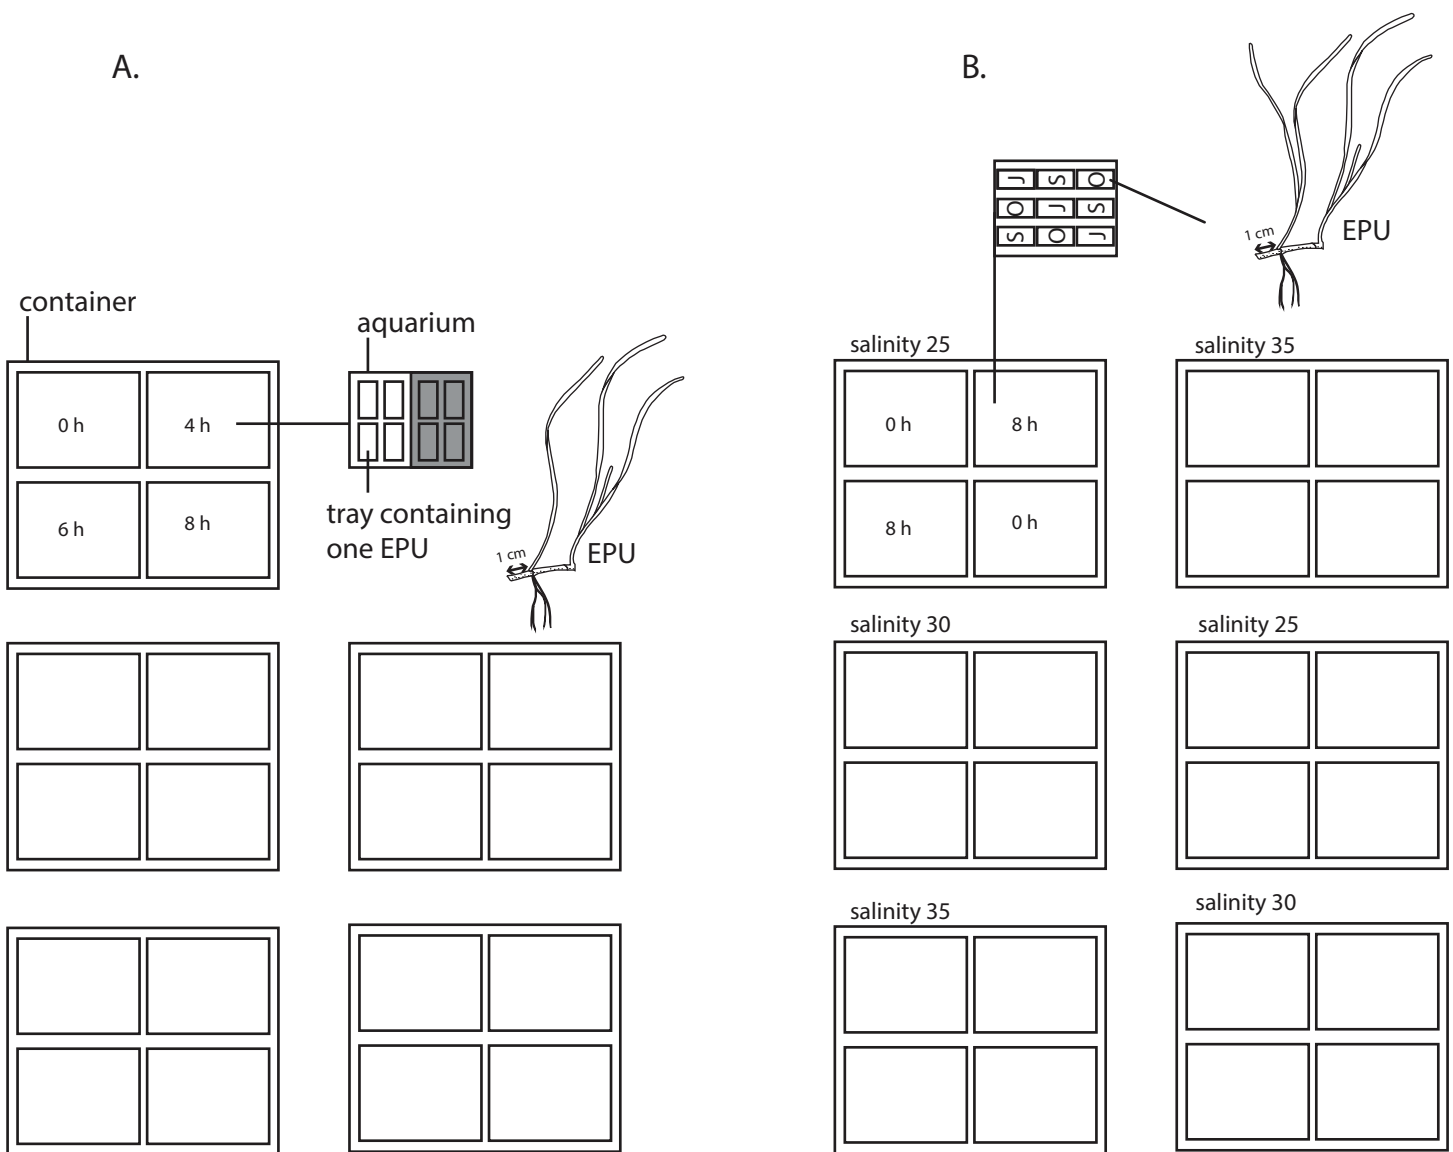 A.
container
0 h
4 h
6 h
8 h
aquarium
tray containing
one EPU
1 cm
EPU
B.
J S O
O J S
S O J
1 cm
EPU
salinity 25
0 h
8 h
8 h
0 h
salinity 35
salinity 30
salinity 25
salinity 35
salinity 30